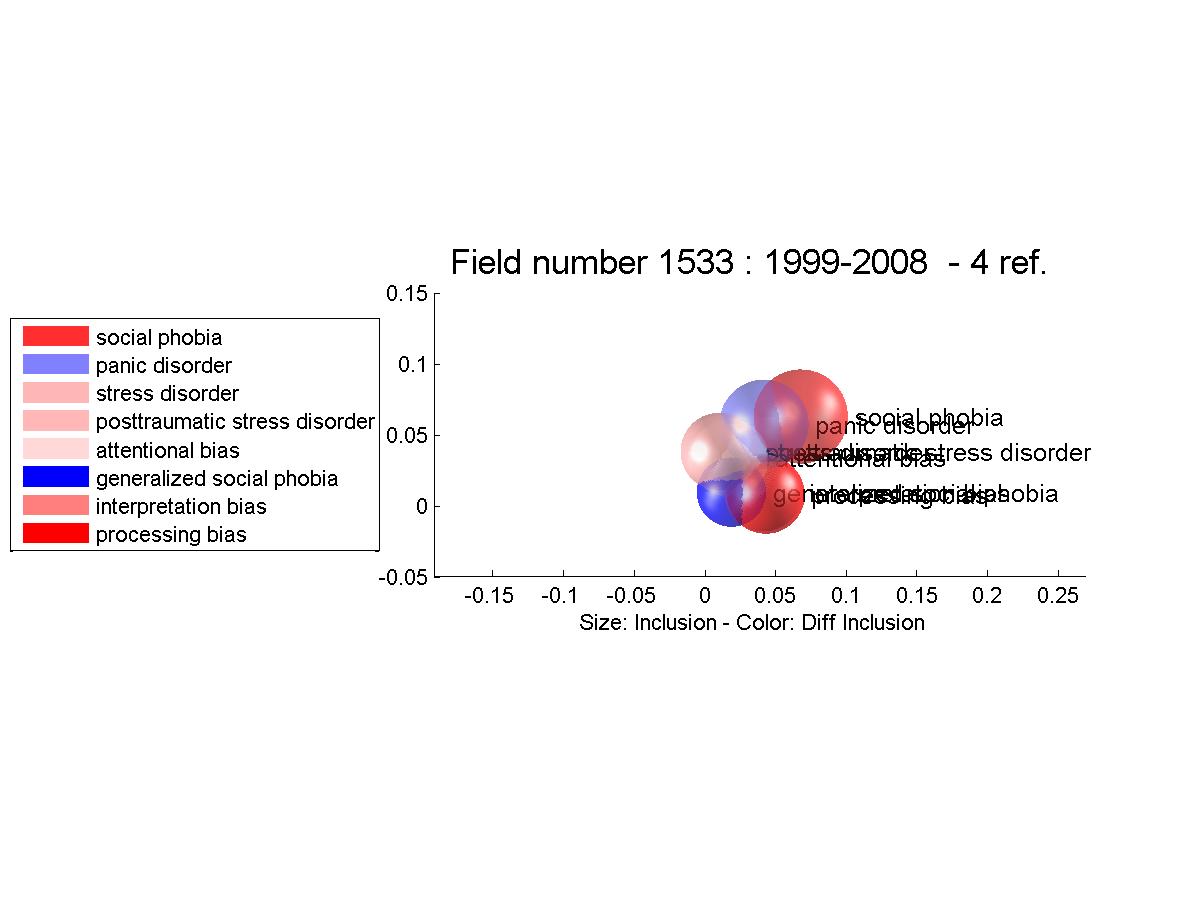 Field number 1533 : 1999-2008 - 4 ref.
social phobia
panic disorder
stress disorder
posttraumatic stress disorder
attentional bias
generalized social phobia
interpretation bias
processing bias
0.15
0.1
0.05
0
-0.05
social phobia
panic disorder
stress disorder
attentional bias
generalized social phobia
processing bias
-0.15
-0.1
-0.05
0
0.05
0.1
0.15
0.2
0.25
Size: Inclusion - Color: Diff Inclusion